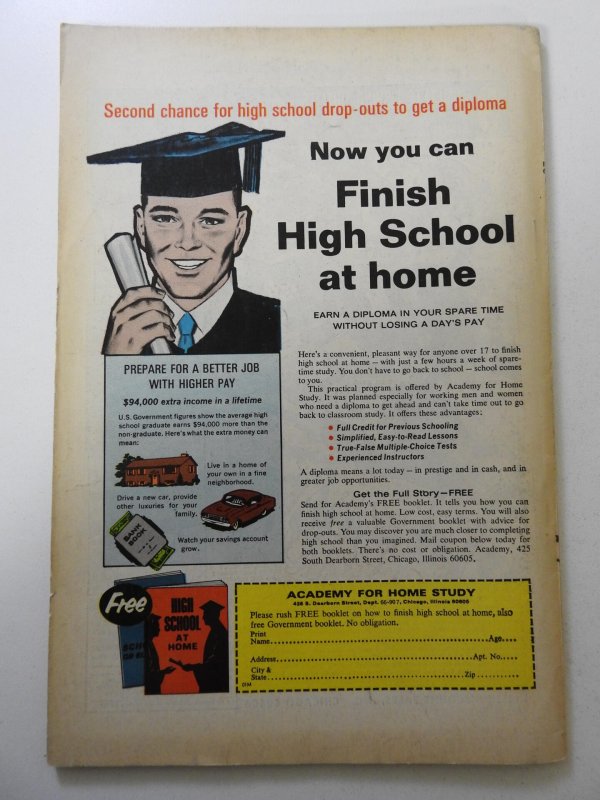 Second chance for high school drop-outs to get a diploma
Now you can
Finish
High School
at home
EARN A DIPLOMA IN YOUR SPARE TIME
WITHOUT LOSING A DAY'S PAY
Here's a convenient, pleasant way for anyone over 17 to finish
high school at home — with just a few hours a week of spare-
time study. You don't have to go back to school — school comes
to you.
This practical program is offered by Academy for Home
Study. It was planned especially for working men and women
who need a diploma to get ahead and can't take time out to go
back to classroom study. It offers these advantages:
• Full Credit for Previous Schooling
• Simplified, Easy-to-Read Lessons
• True-False Multiple-Choice Tests
• Experienced Instructors
A diploma means a lot today – in prestige and in cash, and in
greater job opportunities.
Get the Full Story—FREE
Send for Academy's FREE booklet. It tells you how you can
finish high school at home. Low cost, easy terms. You will also
receive free a valuable Government booklet with advice for
drop-outs. You may discover you are much closer to completing
high school than you imagined. Mail coupon below today for
both booklets. There's no cost or obligation. Academy, 425
South Dearborn Street, Chicago, Illinois 60605.
PREPARE FOR A BETTER JOB
WITH HIGHER PAY
$94,000 extra income in a lifetime
U.S. Government figures show the average high
school graduate earns $94,000 more than the
non-graduate. Here's what the extra money can
mean:
Live in a home of
your own in a fine
neighborhood.
Drive a new car, provide
other luxuries for your
family.
BANK
BOOK
Watch your savings account
grow.
Free
HIGH
SCHOOL
AT
HOME
ACADEMY FOR HOME STUDY
S. Dearborn Street, Dept. Chicago, Illinois 60605
Please rush FREE booklet on how to finish high school at home, also
free Government booklet. No obligation.
Print
Name Age
Address Apt. No.
City &
State Zip